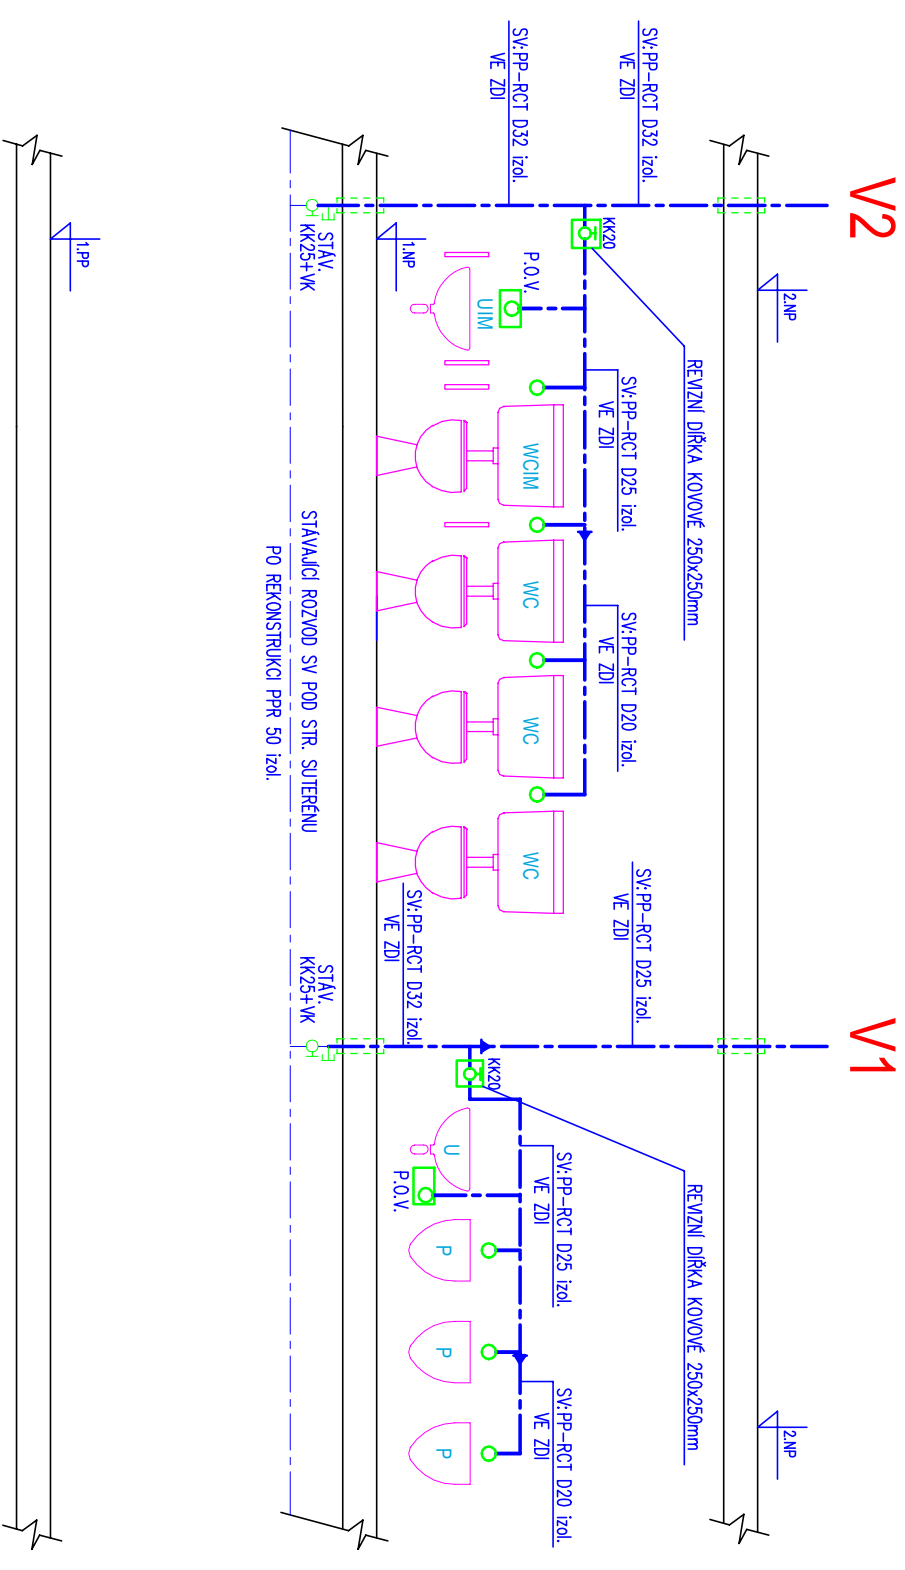 V2
V1
2.NP
2.NP
SV:PP-RCT D32 izol.
VE ZDI
SV:PP-RCT D32 izol.
VE ZDI
KK20
REVIZNÍ DÍŘKA KOVOVÉ 250x250mm
SV:PP-RCT D25 izol.
VE ZDI
SV:PP-RCT D20 izol.
VE ZDI
SV:PP-RCT D25 izol.
VE ZDI
REVIZNÍ DÍŘKA KOVOVÉ 250x250mm
SV:PP-RCT D20 izol.
VE ZDI
SV:PP-RCT D25 izol.
VE ZDI
P.O.V.
UIM
WCIM
WC
WC
WC
KK20
U
P.O.V.
P
P
P
1.NP
SV:PP-RCT D32 izol.
VE ZDI
STÁV.
KK25+VK
STÁVAJÍCÍ ROZVOD SV POD STR. SUTERÉNU
PO REKONSTRUKCI PPR 50 izol.
STÁV.
KK25+VK
1.PP